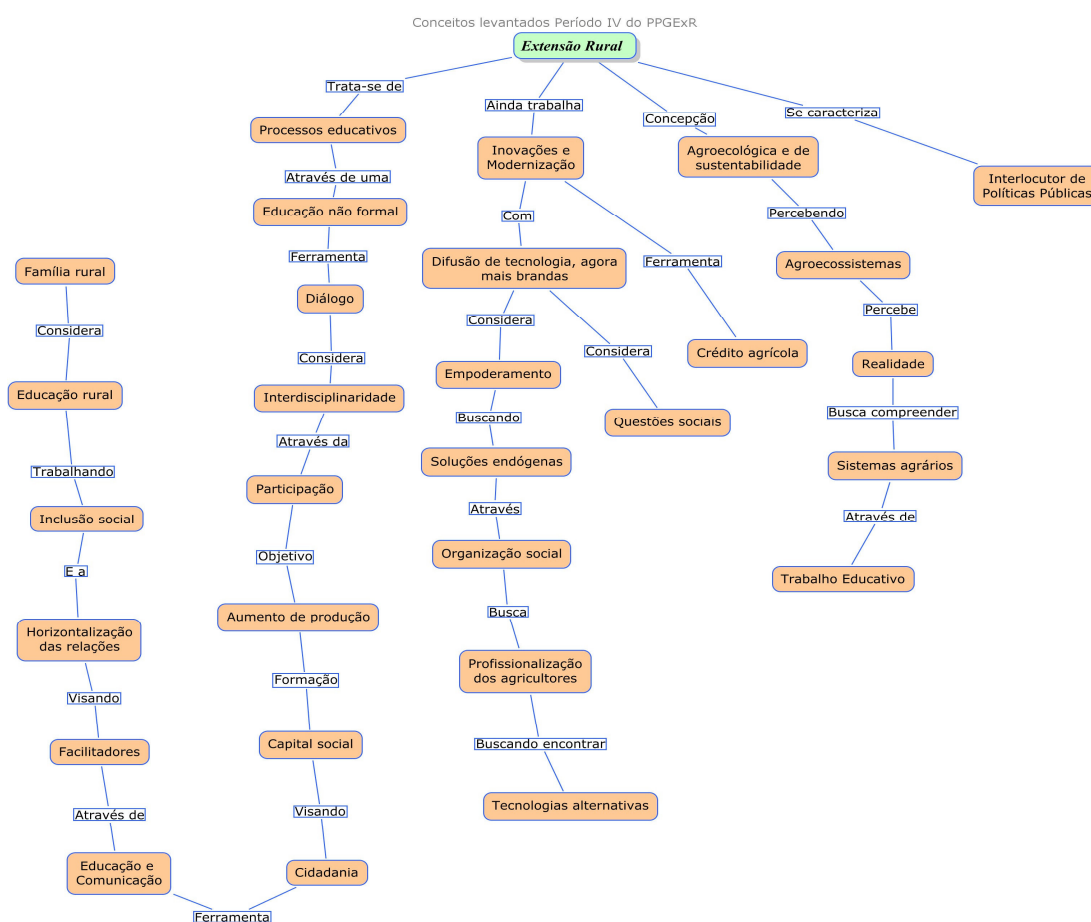 Conceitos levantados Período IV do PPGExR
Extensão Rural
Trata-se de
Ainda trabalha
Concepção
Se caracteriza
Processos educativos
Inovações e
Modernização
Agroecológica e de
sustentabilidade
Interlocutor de
Políticas Públicas
Através de uma
Com
Percebendo
Educação não formal
Ferramenta
Ferramenta
Família rural
Difusão de tecnologia, agora
mais brandas
Agroecossistemas
Diálogo
Considera
Considera
Considera
Percebe
Considera
Crédito agrícola
Empoderamento
Realidade
Educação rural
Interdisciplinaridade
Buscando
Questões sociais
Busca compreender
Através da
Trabalhando
Soluções endógenas
Sistemas agrários
Participação
Através
Inclusão social
Através de
Objetivo
Organização social
E a
Trabalho Educativo
Aumento de produção
Busca
Horizontalização
das relações
Profissionalização
dos agricultores
Formação
Visando
Capital social
Buscando encontrar
Facilitadores
Tecnologias alternativas
Visando
Através de
Educação e
Comunicação
Cidadania
Ferramenta